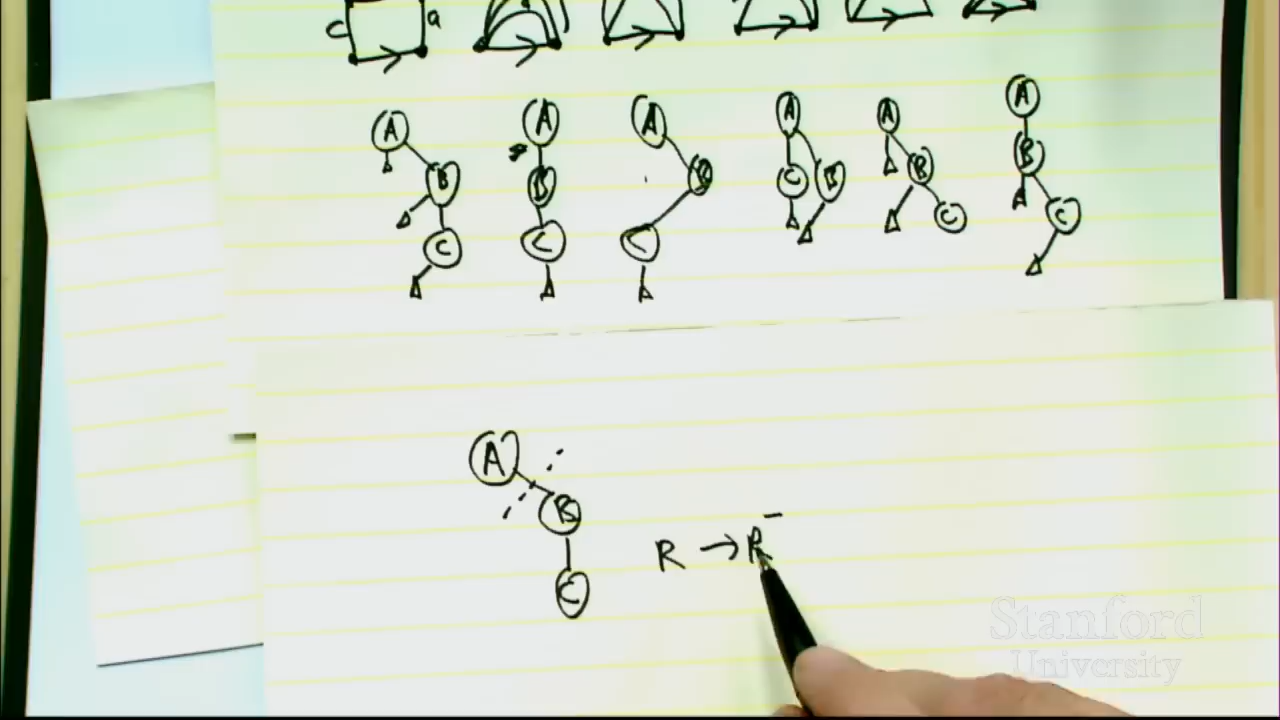 c a
A A A A A A
B B B C B B B
C C C C C
A
B
R → R⁻
C
Stanford
University